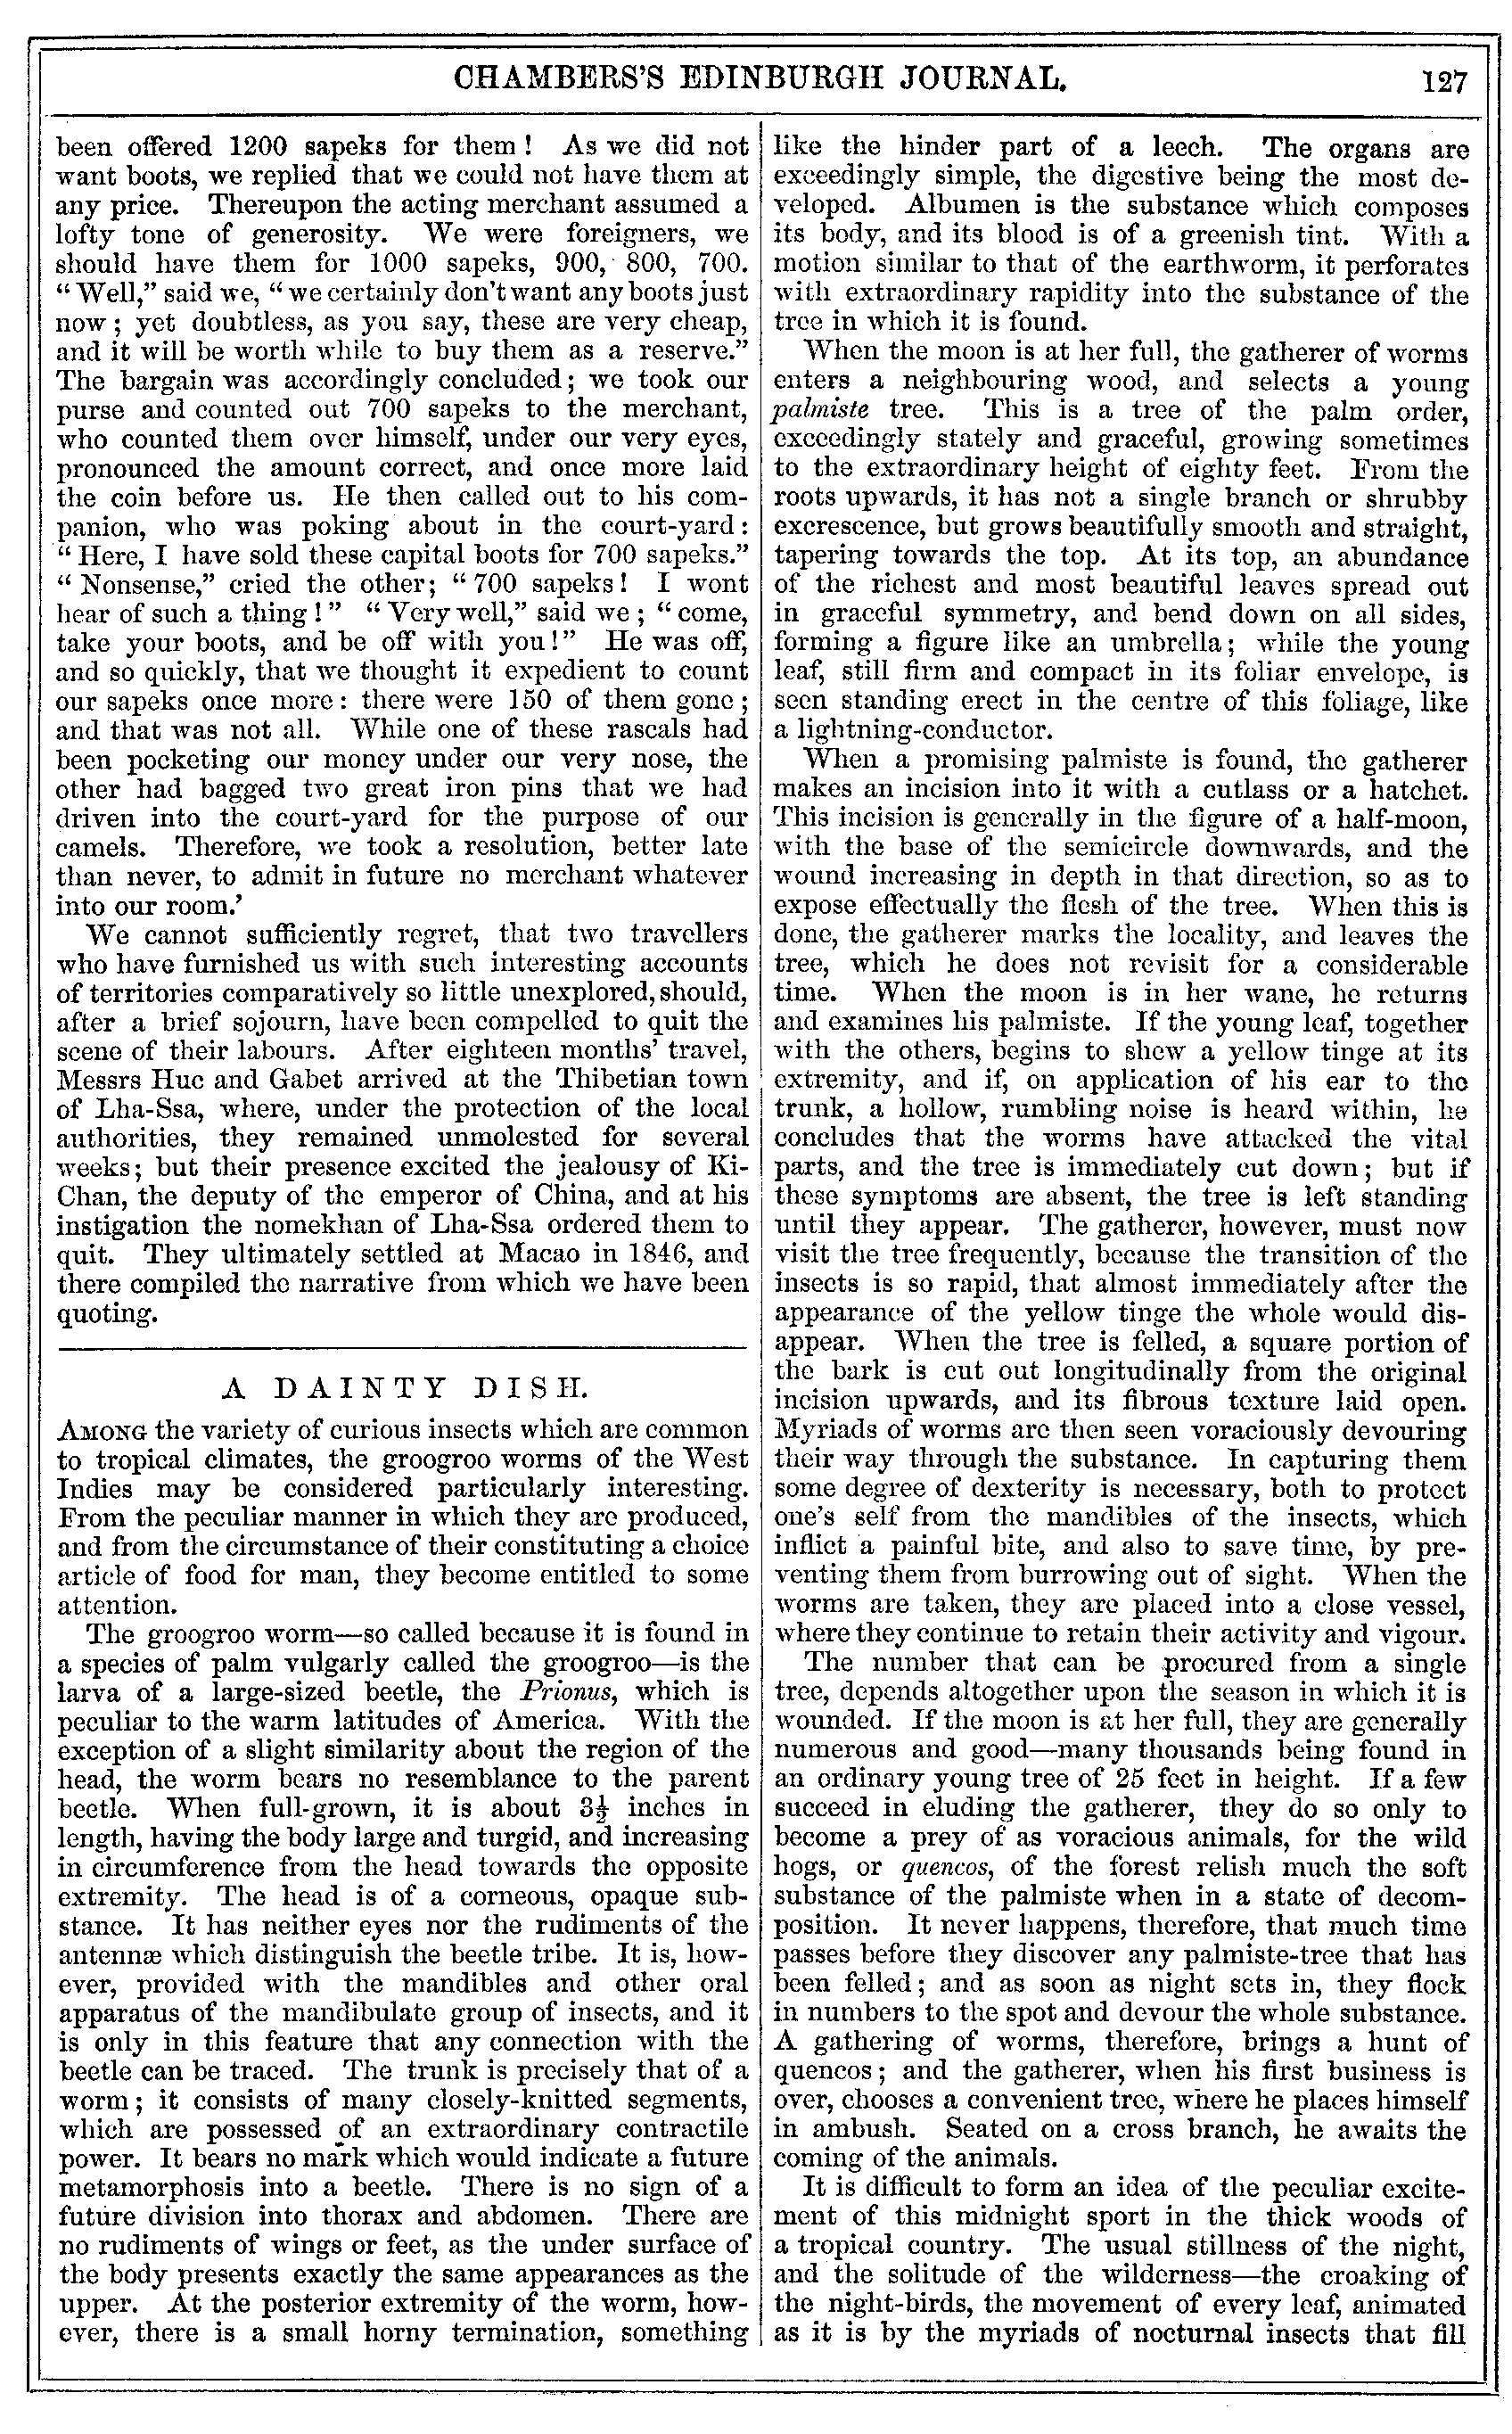 CHAMBERS'S EDINBURGH JOURNAL.
127
been offered 1200 sapeks for them! As we did not
want boots, we replied that we could not have them at
any price. Thereupon the acting merchant assumed a
lofty tone of generosity. We were foreigners, we
should have them for 1000 sapeks, 900, 800, 700.
“Well,” said we, “we certainly don't want any boots just
now; yet doubtless, as you say, these are very cheap,
and it will be worth while to buy them as a reserve.”
The bargain was accordingly concluded; we took our
purse and counted out 700 sapeks to the merchant,
who counted them over himself, under our very eyes,
pronounced the amount correct, and once more laid
the coin before us. He then called out to his com-
panion, who was poking about in the court-yard:
“Here, I have sold these capital boots for 700 sapeks.”
“Nonsense,” cried the other; “700 sapeks! I wont
hear of such a thing!” “Very well,” said we; “come,
take your boots, and be off with you!” He was off,
and so quickly, that we thought it expedient to count
our sapeks once more: there were 150 of them gone;
and that was not all. While one of these rascals had
been pocketing our money under our very nose, the
other had bagged two great iron pins that we had
driven into the court-yard for the purpose of our
camels. Therefore, we took a resolution, better late
than never, to admit in future no merchant whatever
into our room.’
We cannot sufficiently regret, that two travellers
who have furnished us with such interesting accounts
of territories comparatively so little unexplored, should,
after a brief sojourn, have been compelled to quit the
scene of their labours. After eighteen months' travel,
Messrs Huc and Gabet arrived at the Thibetian town
of Lha-Ssa, where, under the protection of the local
authorities, they remained unmolested for several
weeks; but their presence excited the jealousy of Ki-
Chan, the deputy of the emperor of China, and at his
instigation the nomekhan of Lha-Ssa ordered them to
quit. They ultimately settled at Macao in 1846, and
there compiled the narrative from which we have been
quoting.
A DAINTY DISH.
AMONG the variety of curious insects which are common
to tropical climates, the groogroo worms of the West
Indies may be considered particularly interesting.
From the peculiar manner in which they are produced,
and from the circumstance of their constituting a choice
article of food for man, they become entitled to some
attention.
The groogroo worm—so called because it is found in
a species of palm vulgarly called the groogroo—is the
larva of a large-sized beetle, the Prionus, which is
peculiar to the warm latitudes of America. With the
exception of a slight similarity about the region of the
head, the worm bears no resemblance to the parent
beetle. When full-grown, it is about 3½ inches in
length, having the body large and turgid, and increasing
in circumference from the head towards the opposite
extremity. The head is of a corneous, opaque sub-
stance. It has neither eyes nor the rudiments of the
antennæ which distinguish the beetle tribe. It is, how-
ever, provided with the mandibles and other oral
apparatus of the mandibulate group of insects, and it
is only in this feature that any connection with the
beetle can be traced. The trunk is precisely that of a
worm; it consists of many closely-knitted segments,
which are possessed of an extraordinary contractile
power. It bears no mark which would indicate a future
metamorphosis into a beetle. There is no sign of a
future division into thorax and abdomen. There are
no rudiments of wings or feet, as the under surface of
the body presents exactly the same appearances as the
upper. At the posterior extremity of the worm, how-
ever, there is a small horny termination, something
like the hinder part of a leech. The organs are
exceedingly simple, the digestive being the most de-
veloped. Albumen is the substance which composes
its body, and its blood is of a greenish tint. With a
motion similar to that of the earthworm, it perforates
with extraordinary rapidity into the substance of the
tree in which it is found.
When the moon is at her full, the gatherer of worms
enters a neighbouring wood, and selects a young
palmiste tree. This is a tree of the palm order,
exceedingly stately and graceful, growing sometimes
to the extraordinary height of eighty feet. From the
roots upwards, it has not a single branch or shrubby
excrescence, but grows beautifully smooth and straight,
tapering towards the top. At its top, an abundance
of the richest and most beautiful leaves spread out
in graceful symmetry, and bend down on all sides,
forming a figure like an umbrella; while the young
leaf, still firm and compact in its foliar envelope, is
seen standing erect in the centre of this foliage, like
a lightning-conductor.
When a promising palmiste is found, the gatherer
makes an incision into it with a cutlass or a hatchet.
This incision is generally in the figure of a half-moon,
with the base of the semicircle downwards, and the
wound increasing in depth in that direction, so as to
expose effectually the flesh of the tree. When this is
done, the gatherer marks the locality, and leaves the
tree, which he does not revisit for a considerable
time. When the moon is in her wane, he returns
and examines his palmiste. If the young leaf, together
with the others, begins to shew a yellow tinge at its
extremity, and if, on application of his ear to the
trunk, a hollow, rumbling noise is heard within, he
concludes that the worms have attacked the vital
parts, and the tree is immediately cut down; but if
these symptoms are absent, the tree is left standing
until they appear. The gatherer, however, must now
visit the tree frequently, because the transition of the
insects is so rapid, that almost immediately after the
appearance of the yellow tinge the whole would dis-
appear. When the tree is felled, a square portion of
the bark is cut out longitudinally from the original
incision upwards, and its fibrous texture laid open.
Myriads of worms are then seen voraciously devouring
their way through the substance. In capturing them
some degree of dexterity is necessary, both to protect
one's self from the mandibles of the insects, which
inflict a painful bite, and also to save time, by pre-
venting them from burrowing out of sight. When the
worms are taken, they are placed into a close vessel,
where they continue to retain their activity and vigour.
The number that can be procured from a single
tree, depends altogether upon the season in which it is
wounded. If the moon is at her full, they are generally
numerous and good—many thousands being found in
an ordinary young tree of 25 feet in height. If a few
succeed in eluding the gatherer, they do so only to
become a prey of as voracious animals, for the wild
hogs, or quencos, of the forest relish much the soft
substance of the palmiste when in a state of decom-
position. It never happens, therefore, that much time
passes before they discover any palmiste-tree that has
been felled; and as soon as night sets in, they flock
in numbers to the spot and devour the whole substance.
A gathering of worms, therefore, brings a hunt of
quencos; and the gatherer, when his first business is
over, chooses a convenient tree, where he places himself
in ambush. Seated on a cross branch, he awaits the
coming of the animals.
It is difficult to form an idea of the peculiar excite-
ment of this midnight sport in the thick woods of
a tropical country. The usual stillness of the night,
and the solitude of the wilderness—the croaking of
the night-birds, the movement of every leaf, animated
as it is by the myriads of nocturnal insects that fill